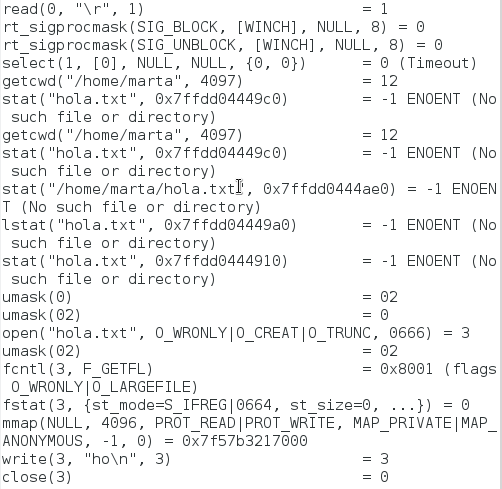 read(0, "\r", 1)                        = 1
rt_sigprocmask(SIG_BLOCK, [WINCH], NULL, 8) = 0
rt_sigprocmask(SIG_UNBLOCK, [WINCH], NULL, 8) = 0
select(1, [0], NULL, NULL, {0, 0})      = 0 (Timeout)
getcwd("/home/marta", 4097)             = 12
stat("hola.txt", 0x7ffdd04449c0)        = -1 ENOENT (No
 such file or directory)
getcwd("/home/marta", 4097)             = 12
stat("hola.txt", 0x7ffdd04449c0)        = -1 ENOENT (No
 such file or directory)
stat("/home/marta/hola.txt", 0x7ffdd0444ae0) = -1 ENOEN
T (No such file or directory)
lstat("hola.txt", 0x7ffdd04449a0)       = -1 ENOENT (No
 such file or directory)
stat("hola.txt", 0x7ffdd0444910)        = -1 ENOENT (No
 such file or directory)
umask(0)                                = 02
umask(02)                               = 0
open("hola.txt", O_WRONLY|O_CREAT|O_TRUNC, 0666) = 3
umask(02)                               = 02
fcntl(3, F_GETFL)                       = 0x8001 (flags
 O_WRONLY|O_LARGEFILE)
fstat(3, {st_mode=S_IFREG|0664, st_size=0, ...}) = 0
mmap(NULL, 4096, PROT_READ|PROT_WRITE, MAP_PRIVATE|MAP_
ANONYMOUS, -1, 0) = 0x7f57b3217000
write(3, "ho\n", 3)                     = 3
close(3)                                = 0